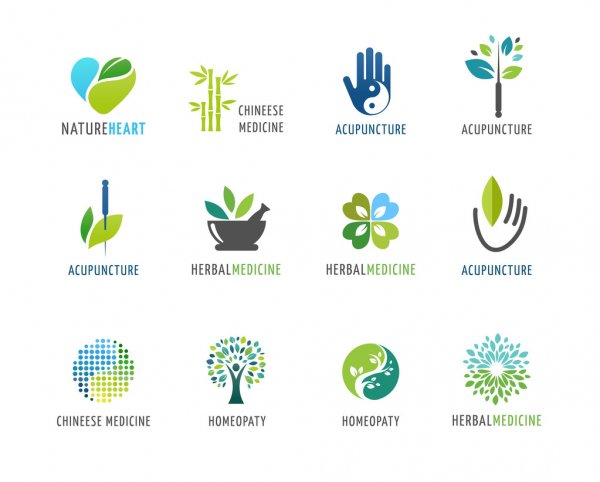 NATUREHEART
CHINEESE
MEDICINE
ACUPUNCTURE
ACUPUNCTURE
ACUPUNCTURE
HERBALMEDICINE
HERBALMEDICINE
ACUPUNCTURE
CHINEESE MEDICINE
HOMEOPATY
HOMEOPATY
HERBALMEDICINE